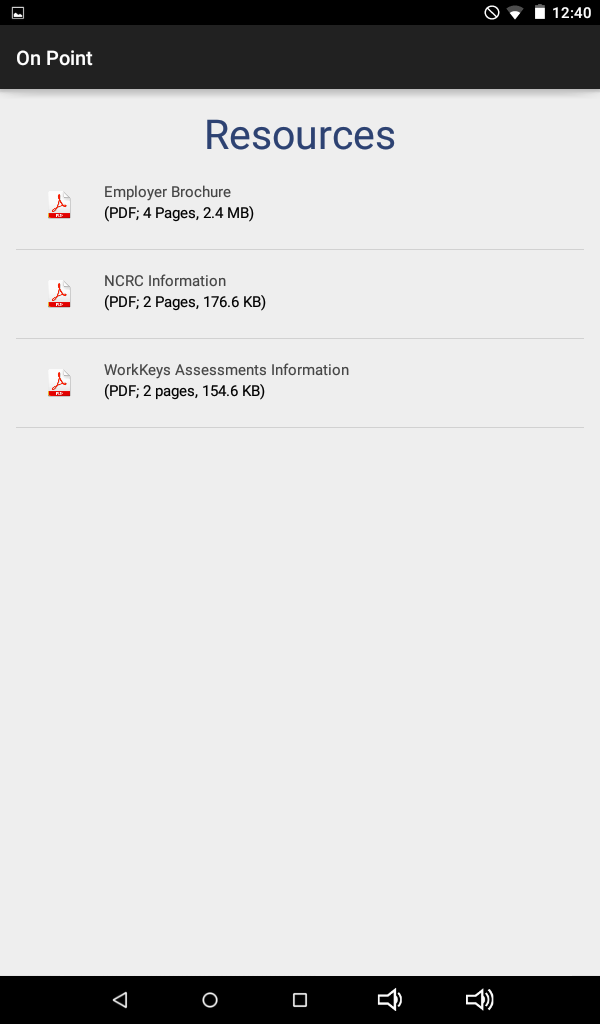 12:40
On Point
Resources
Employer Brochure
(PDF; 4 Pages, 2.4 MB)
NCRC Information
(PDF; 2 Pages, 176.6 KB)
WorkKeys Assessments Information
(PDF; 2 pages, 154.6 KB)